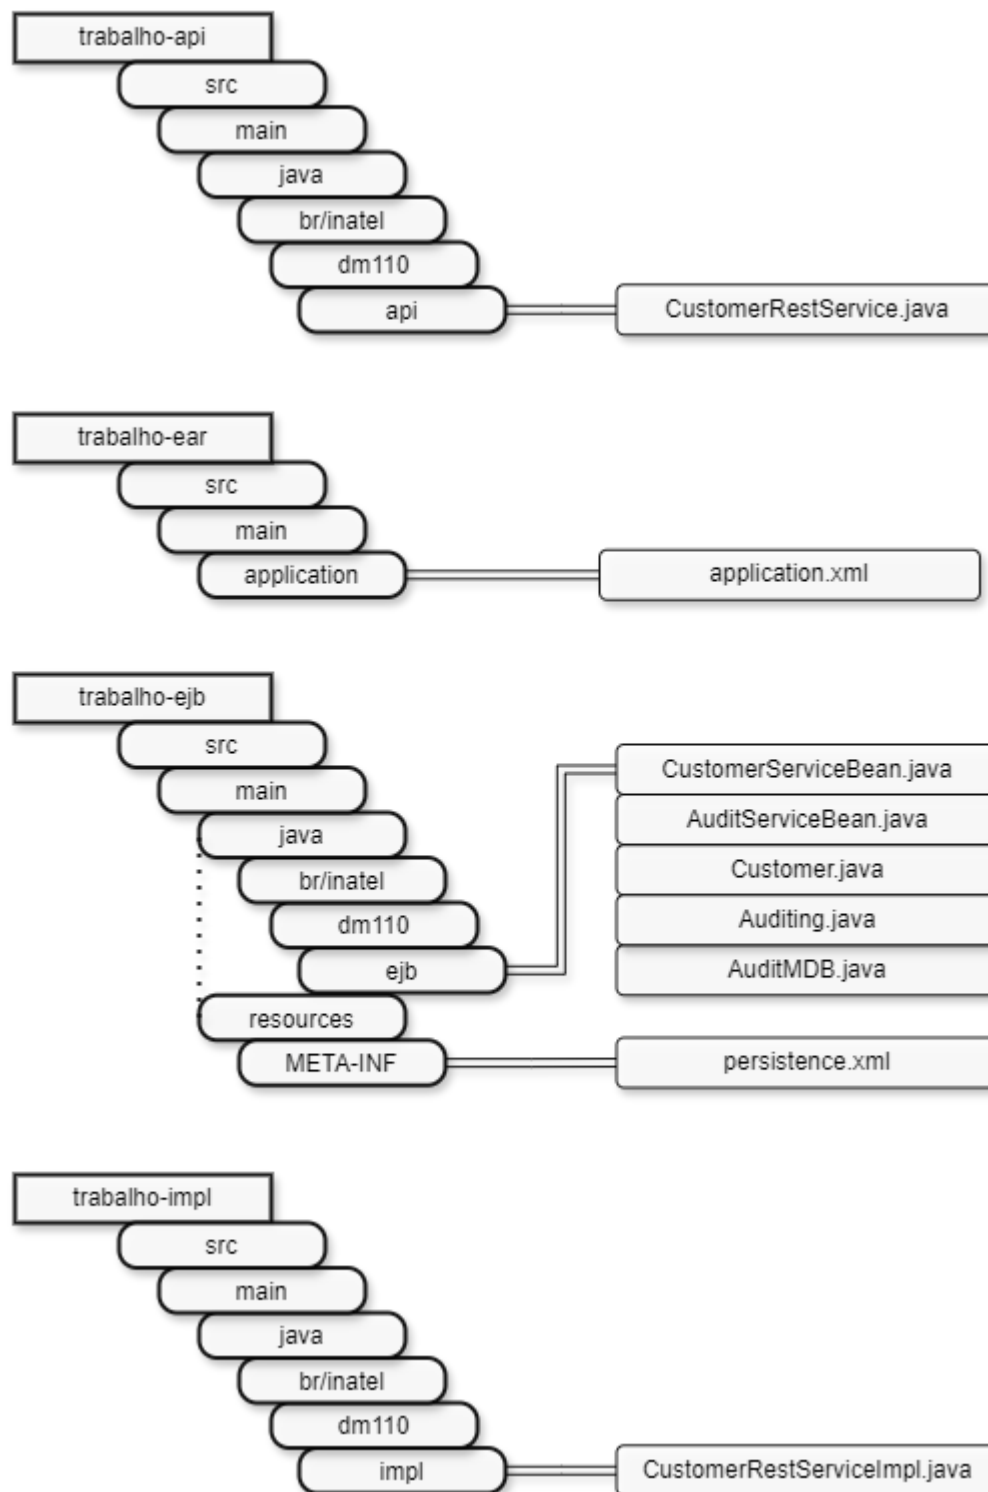 trabalho-api
src
main
java
br/inatel
dm110
api
CustomerRestService.java
trabalho-ear
src
main
application
application.xml
trabalho-ejb
src
main
java
br/inatel
dm110
ejb
CustomerServiceBean.java
AuditServiceBean.java
Customer.java
Auditing.java
AuditMDB.java
resources
META-INF
persistence.xml
trabalho-impl
src
main
java
br/inatel
dm110
impl
CustomerRestServiceImpl.java